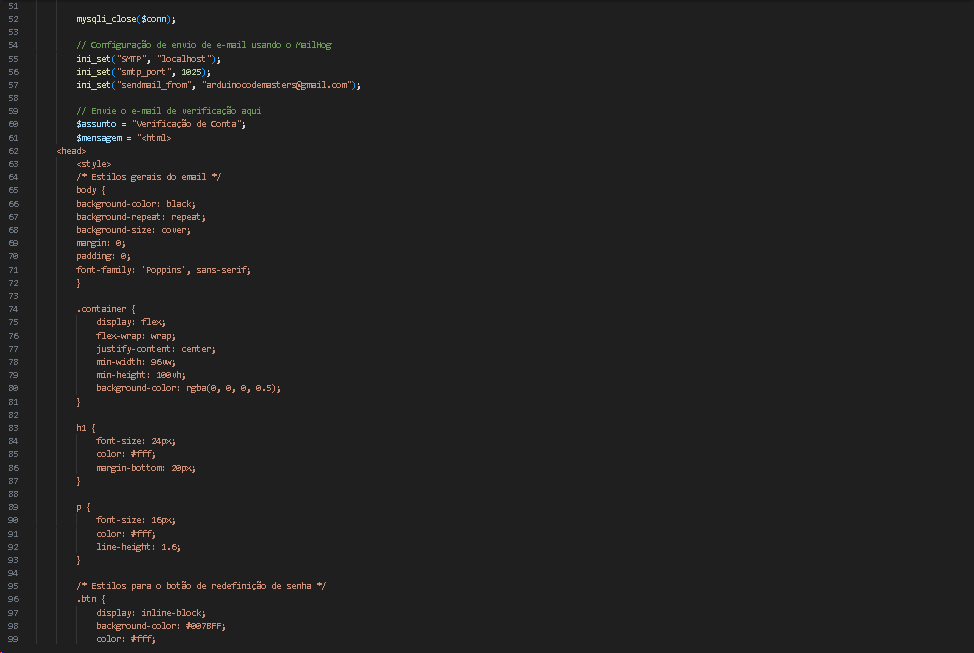 51
52 mysqli_close($conn);
53
54 // Configuração de envio de e-mail usando o MailHog
55 ini_set("SMTP", "localhost");
56 ini_set("smtp_port", 1025);
57 ini_set("sendmail_from", "arduinocodemasters@gmail.com");
58
59 // Envie o e-mail de verificação aqui
60 $assunto = "Verificação de Conta";
61 $mensagem = "<html>
62 <head>
63 <style>
64 /* Estilos gerais do email */
65 body {
66 background-color: black;
67 background-repeat: repeat;
68 background-size: cover;
69 margin: 0;
70 padding: 0;
71 font-family: 'Poppins', sans-serif;
72 }
73
74 .container {
75 display: flex;
76 flex-wrap: wrap;
77 justify-content: center;
78 min-width: 96vw;
79 min-height: 100vh;
80 background-color: rgba(0, 0, 0, 0.5);
81 }
82
83 h1 {
84 font-size: 24px;
85 color: #fff;
86 margin-bottom: 20px;
87 }
88
89 p {
90 font-size: 16px;
91 color: #fff;
92 line-height: 1.6;
93 }
94
95 /* Estilos para o botão de redefinição de senha */
96 .btn {
97 display: inline-block;
98 background-color: #007BFF;
99 color: #fff;